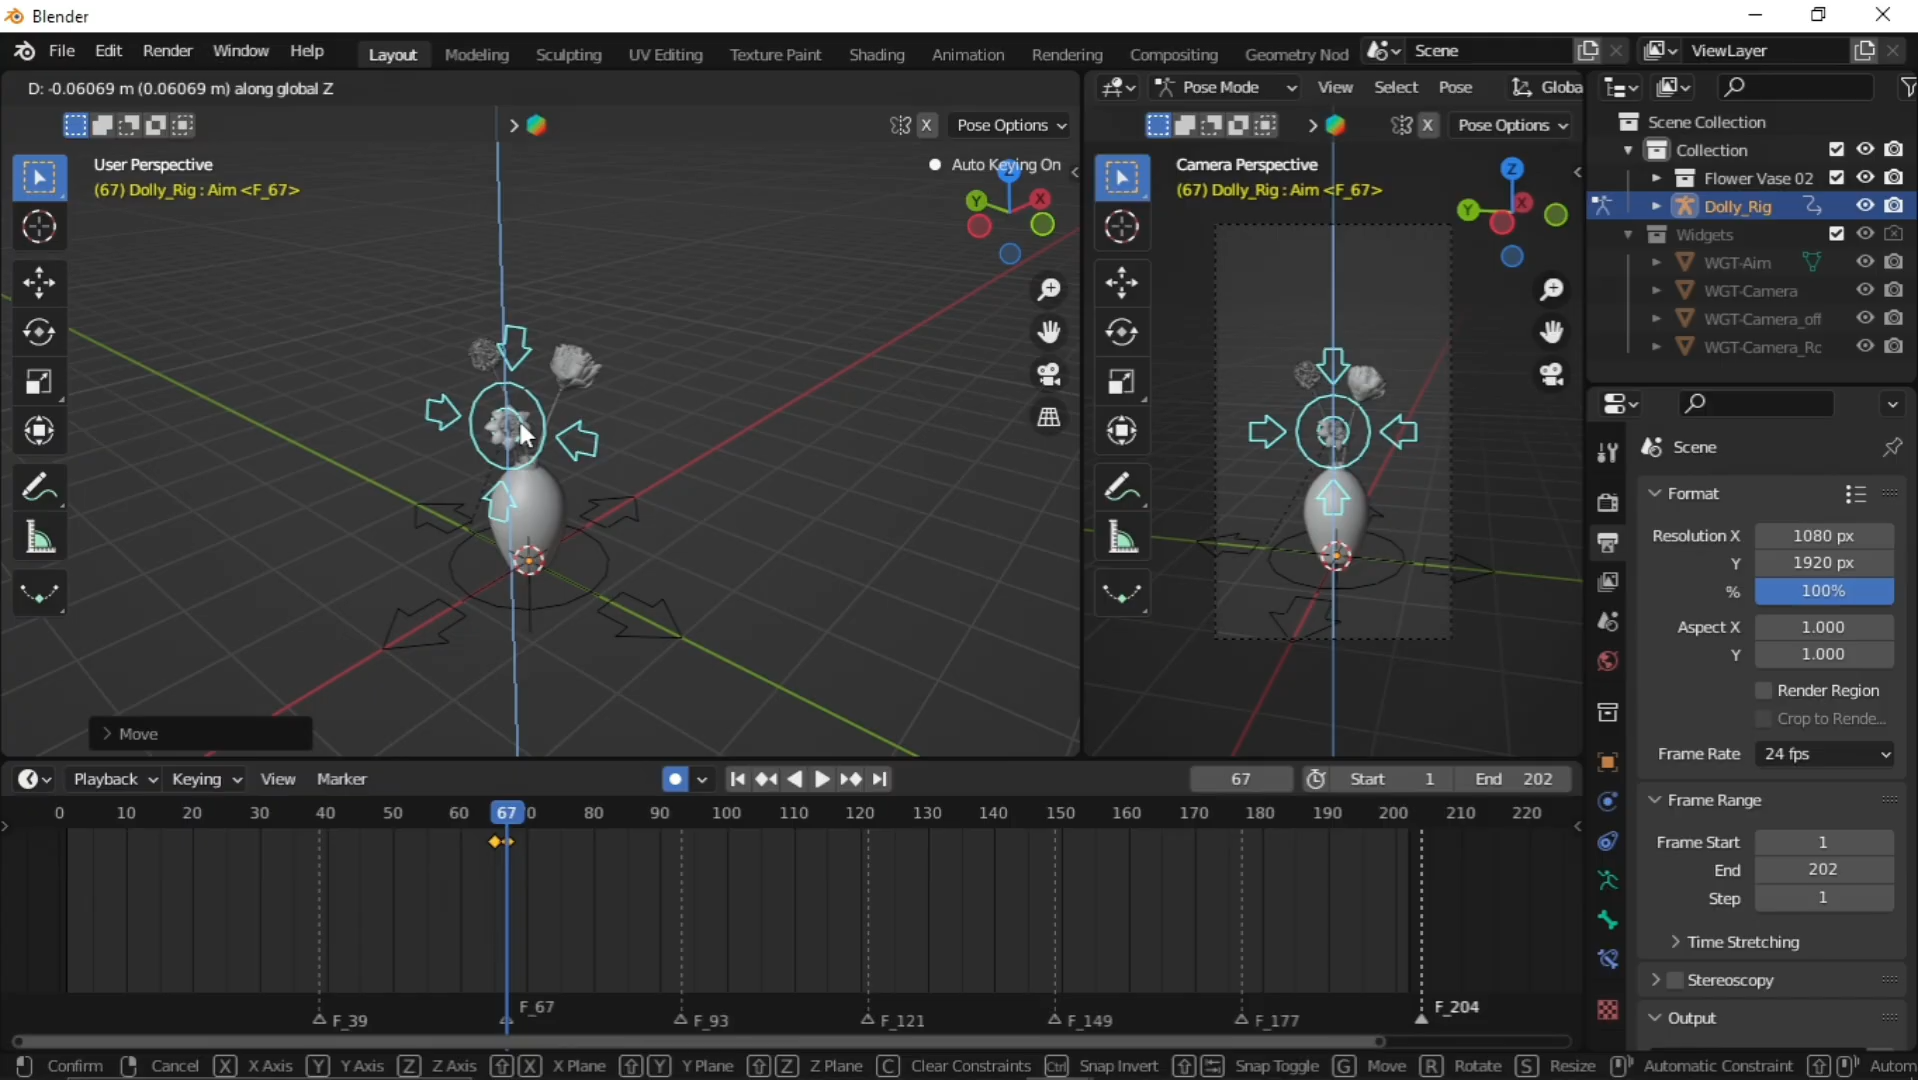 Blender
File Edit Render Window Help Layout Modeling Sculpting UV Editing Texture Paint Shading Animation Rendering Compositing Geometry Nod Scene ViewLayer
D: -0.06069 m (0.06069 m) along global Z
Pose Mode View Select Pose Globa
X Pose Options
X Pose Options
User Perspective
(67) Dolly_Rig : Aim <F_67>
Auto Keying On
Z
X
Y
Camera Perspective
(67) Dolly_Rig : Aim <F_67>
Z
X
Y
Move
Scene Collection
Collection
Flower Vase 02
Dolly_Rig
Widgets
WGT-Aim
WGT-Camera
WGT-Camera_off
WGT-Camera_Rc
Scene
Format
Resolution X 1080 px
Y 1920 px
% 100%
Aspect X 1.000
Y 1.000
Render Region
Crop to Rende...
Frame Rate 24 fps
Frame Range
Frame Start 1
End 202
Step 1
Time Stretching
Stereoscopy
Output
Playback Keying View Marker 67 Start 1 End 202
0 10 20 30 40 50 60 67 0 80 90 100 110 120 130 140 150 160 170 180 190 200 210 220
F_39 F_67 F_93 F_121 F_149 F_177 F_204
Confirm Cancel X X Axis Y Y Axis Z Z Axis X X Plane Y Y Plane Z Z Plane C Clear Constraints Ctrl Snap Invert Snap Toggle G Move R Rotate S Resize Automatic Constraint Autom